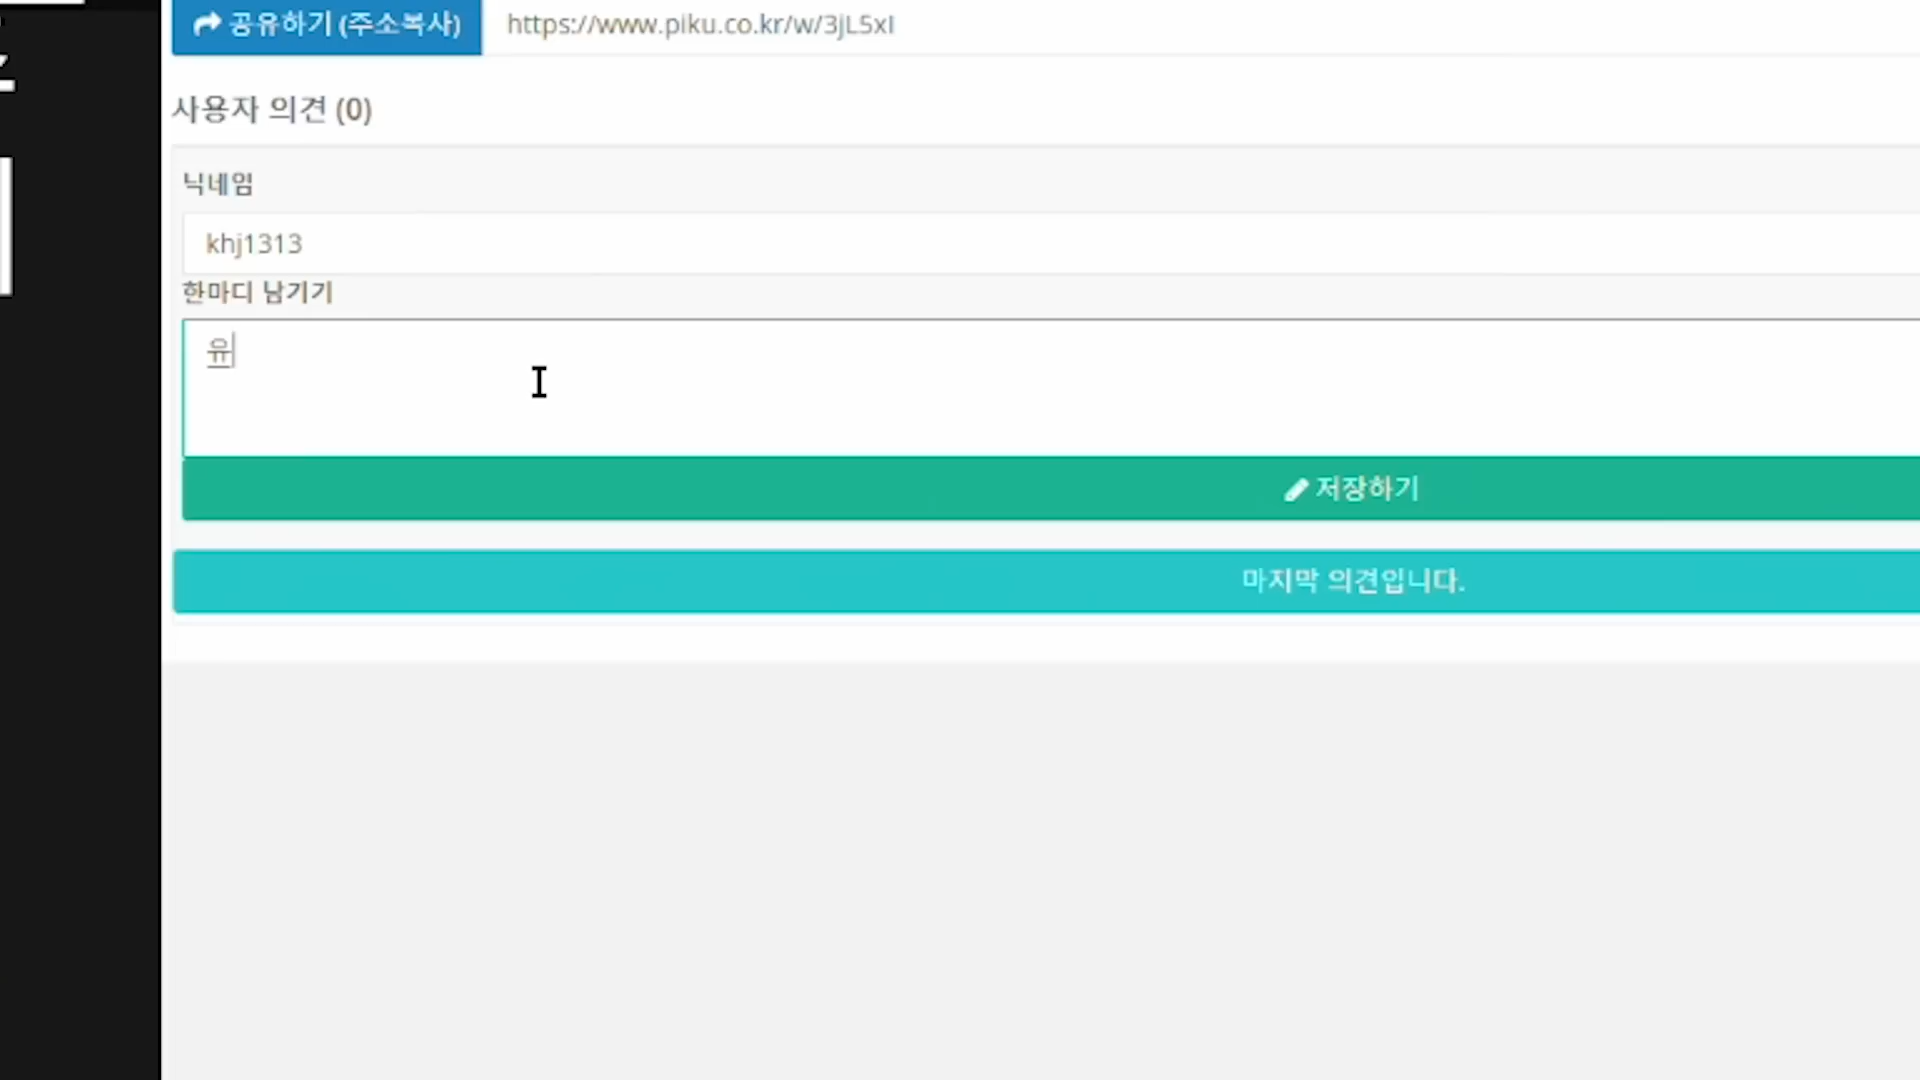 공유하기 (주소복사) https://www.piku.co.kr/w/3jL5xI
사용자 의견 (0)
닉네임
khj1313
한마디 남기기
유
저장하기
마지막 의견입니다.